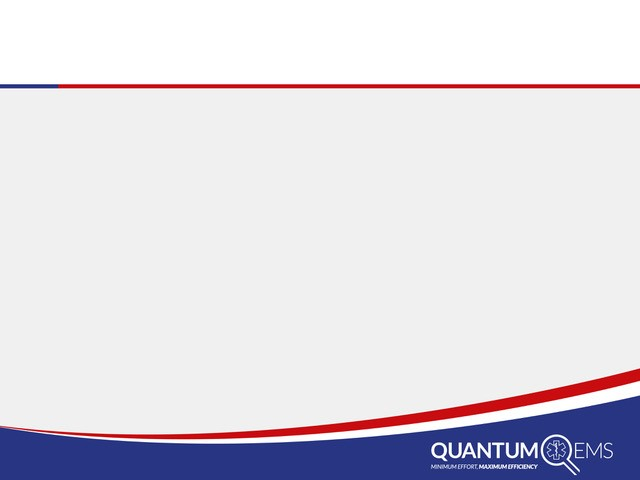 QUANTUM EMS
MINIMUM EFFORT, MAXIMUM EFFICIENCY